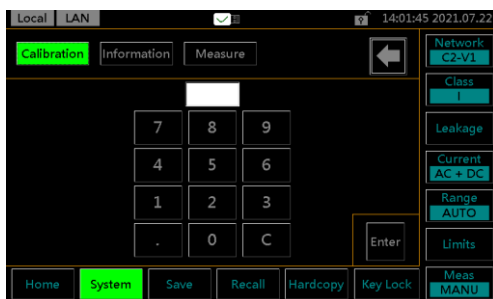 Local LAN 14:01:45 2021.07.22
Calibration Information Measure
7 8 9
4 5 6
1 2 3
. 0 C
Enter
Network
C2-V1
Class
I
Leakage
Current
AC + DC
Range
AUTO
Limits
Meas
MANU
Home System Save Recall Hardcopy Key Lock